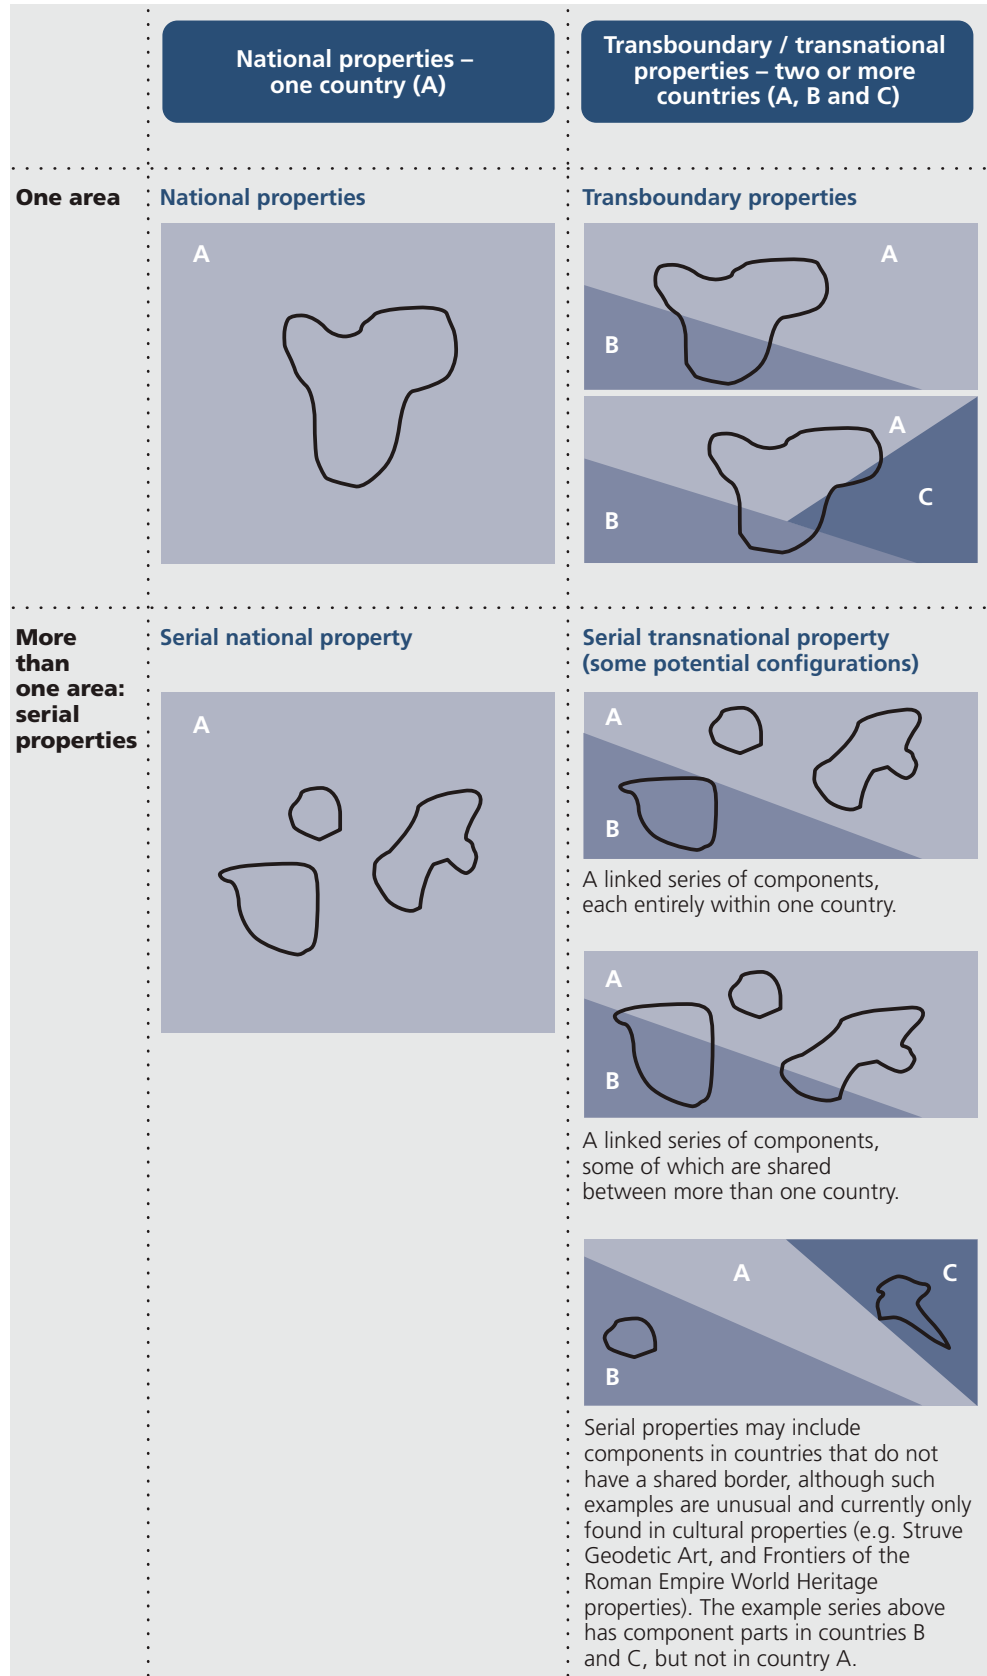 National properties –
one country (A)
Transboundary / transnational
properties – two or more
countries (A, B and C)
One area
National properties
A
Transboundary properties
A
B
A
B
C
More
than
one area:
serial
properties
Serial national property
A
Serial transnational property
(some potential configurations)
A
B
A linked series of components,
each entirely within one country.
A
B
A linked series of components,
some of which are shared
between more than one country.
A
C
B
Serial properties may include
components in countries that do not
have a shared border, although such
examples are unusual and currently only
found in cultural properties (e.g. Struve
Geodetic Art, and Frontiers of the
Roman Empire World Heritage
properties). The example series above
has component parts in countries B
and C, but not in country A.